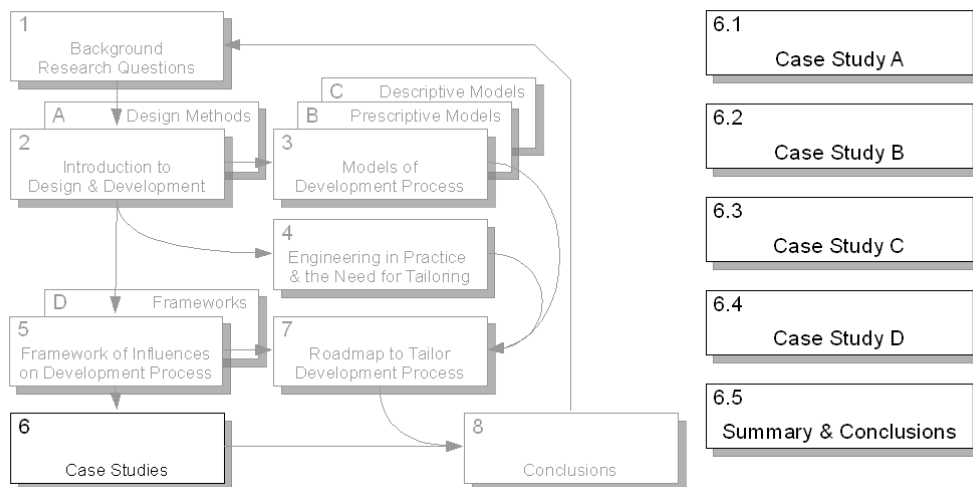 1
Background
Research Questions
C
Descriptive Models
B
Prescriptive Models
A
Design Methods
2
Introduction to
Design & Development
3
Models of
Development Process
4
Engineering in Practice
& the Need for Tailoring
D
Frameworks
5
Framework of Influences
on Development Process
7
Roadmap to Tailor
Development Process
6
Case Studies
8
Conclusions
6.1
Case Study A
6.2
Case Study B
6.3
Case Study C
6.4
Case Study D
6.5
Summary & Conclusions